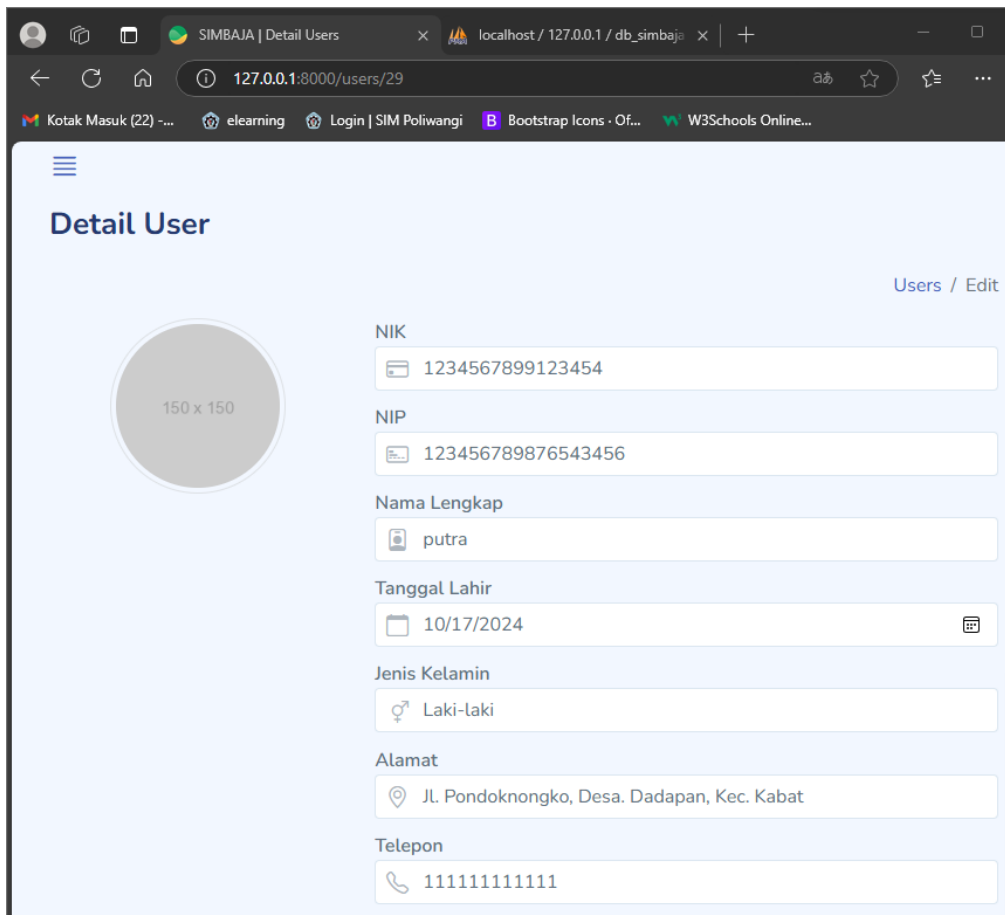 SIMBAJA | Detail Users
localhost / 127.0.0.1 / db_simbaja
127.0.0.1:8000/users/29
aあ
Kotak Masuk (22) -...
elearning
Login | SIM Poliwangi
B Bootstrap Icons · Of...
W3Schools Online...
Detail User
Users / Edit
150 x 150
NIK
1234567899123454
NIP
123456789876543456
Nama Lengkap
putra
Tanggal Lahir
10/17/2024
Jenis Kelamin
Laki-laki
Alamat
Jl. Pondoknongko, Desa. Dadapan, Kec. Kabat
Telepon
111111111111